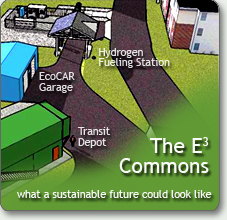 Hydrogen
Fueling Station
EcoCAR
Garage
Transit
Depot
The E³
Commons
what a sustainable future could look like